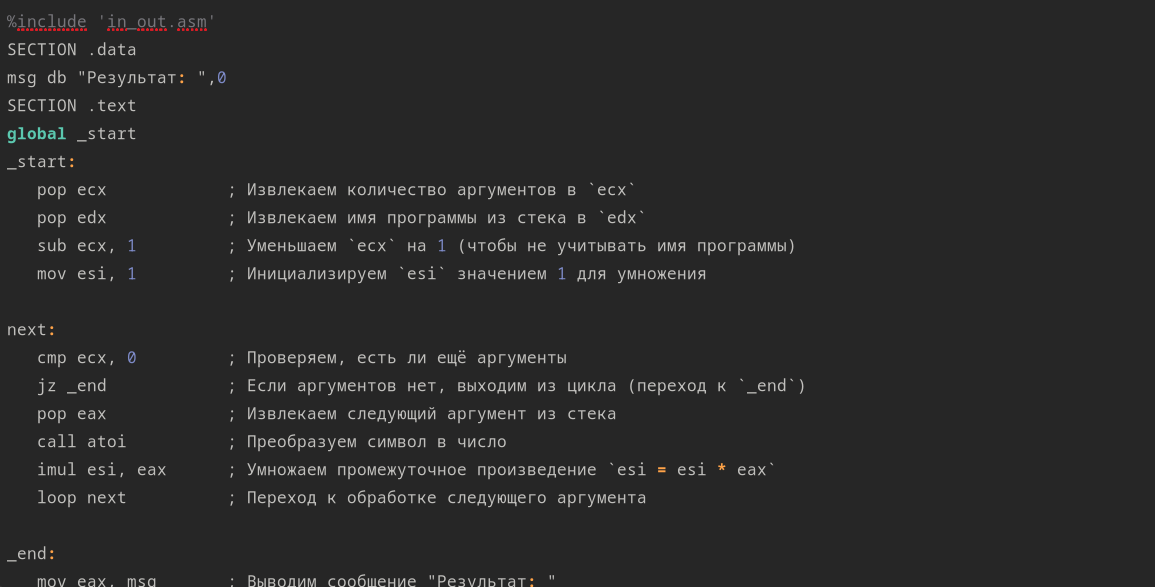 %include 'in_out.asm'
SECTION .data
msg db "Результат: ",0
SECTION .text
global _start
_start:
pop ecx ; Извлекаем количество аргументов в `ecx`
pop edx ; Извлекаем имя программы из стека в `edx`
sub ecx, 1 ; Уменьшаем `ecx` на 1 (чтобы не учитывать имя программы)
mov esi, 1 ; Инициализируем `esi` значением 1 для умножения
next:
cmp ecx, 0 ; Проверяем, есть ли ещё аргументы
jz _end ; Если аргументов нет, выходим из цикла (переход к `_end`)
pop eax ; Извлекаем следующий аргумент из стека
call atoi ; Преобразуем символ в число
imul esi, eax ; Умножаем промежуточное произведение `esi = esi * eax`
loop next ; Переход к обработке следующего аргумента
_end:
mov eax, msg ; Выводим сообщение "Результат: "